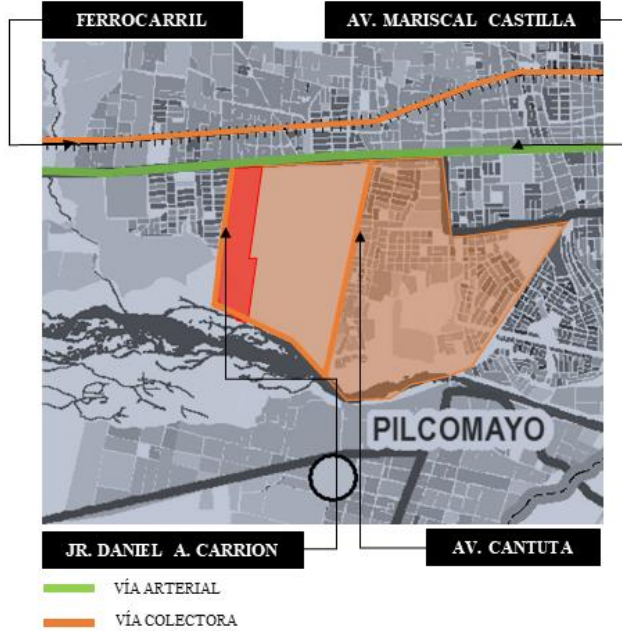 FERROCARRIL
AV. MARISCAL CASTILLA
PILCOMAYO
JR. DANIEL A. CARRION
AV. CANTUTA
VÍA ARTERIAL
VÍA COLECTORA